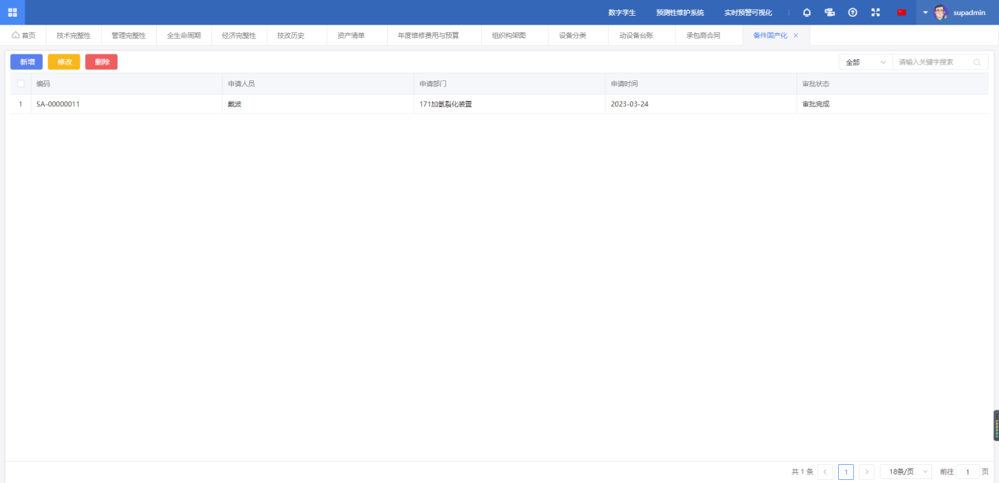 数字孪生 预测性维护系统 实时预警可视化 supadmin
首页 技术完整性 管理完整性 全生命周期 经济完整性 技改历史 资产清单 年度维修费用与预算 组织构架图 设备分类 动设备台账 承包商合同 备件国产化 ×
新增 修改 删除 全部 请输入关键字搜索
编码 申请人员 申请部门 申请时间 审批状态
1 SA-00000011 戴波 171加氢裂化装置 2023-03-24 审批完成
共 1 条 < 1 > 18条/页 前往 1 页